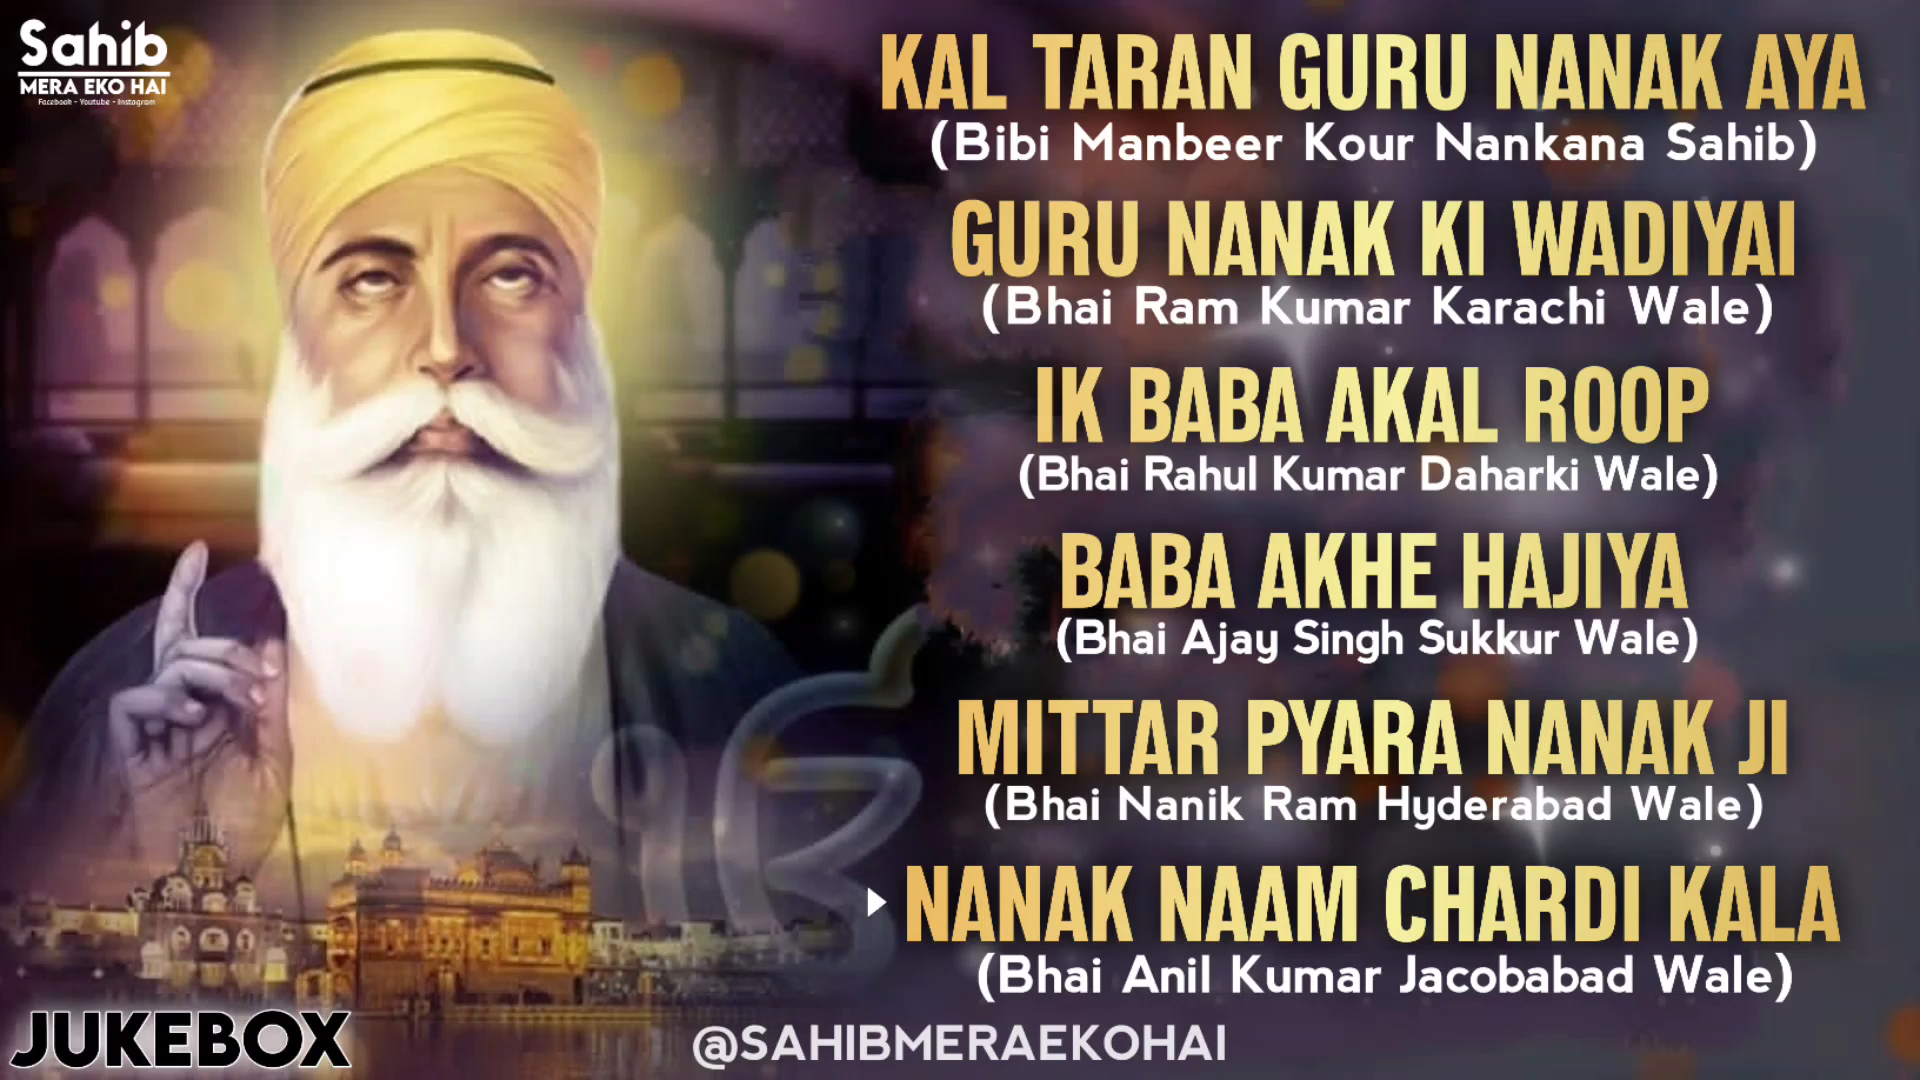 Sahib
MERA EKO HAI
Facebook - Youtube - Instagram
KAL TARAN GURU NANAK AYA
(Bibi Manbeer Kour Nankana Sahib)
GURU NANAK KI WADIYAI
(Bhai Ram Kumar Karachi Wale)
IK BABA AKAL ROOP
(Bhai Rahul Kumar Daharki Wale)
BABA AKHE HAJIYA
(Bhai Ajay Singh Sukkur Wale)
MITTAR PYARA NANAK JI
(Bhai Nanik Ram Hyderabad Wale)
NANAK NAAM CHARDI KALA
(Bhai Anil Kumar Jacobabad Wale)
ੴ
JUKEBOX
@SAHIBMERAEKOHAI